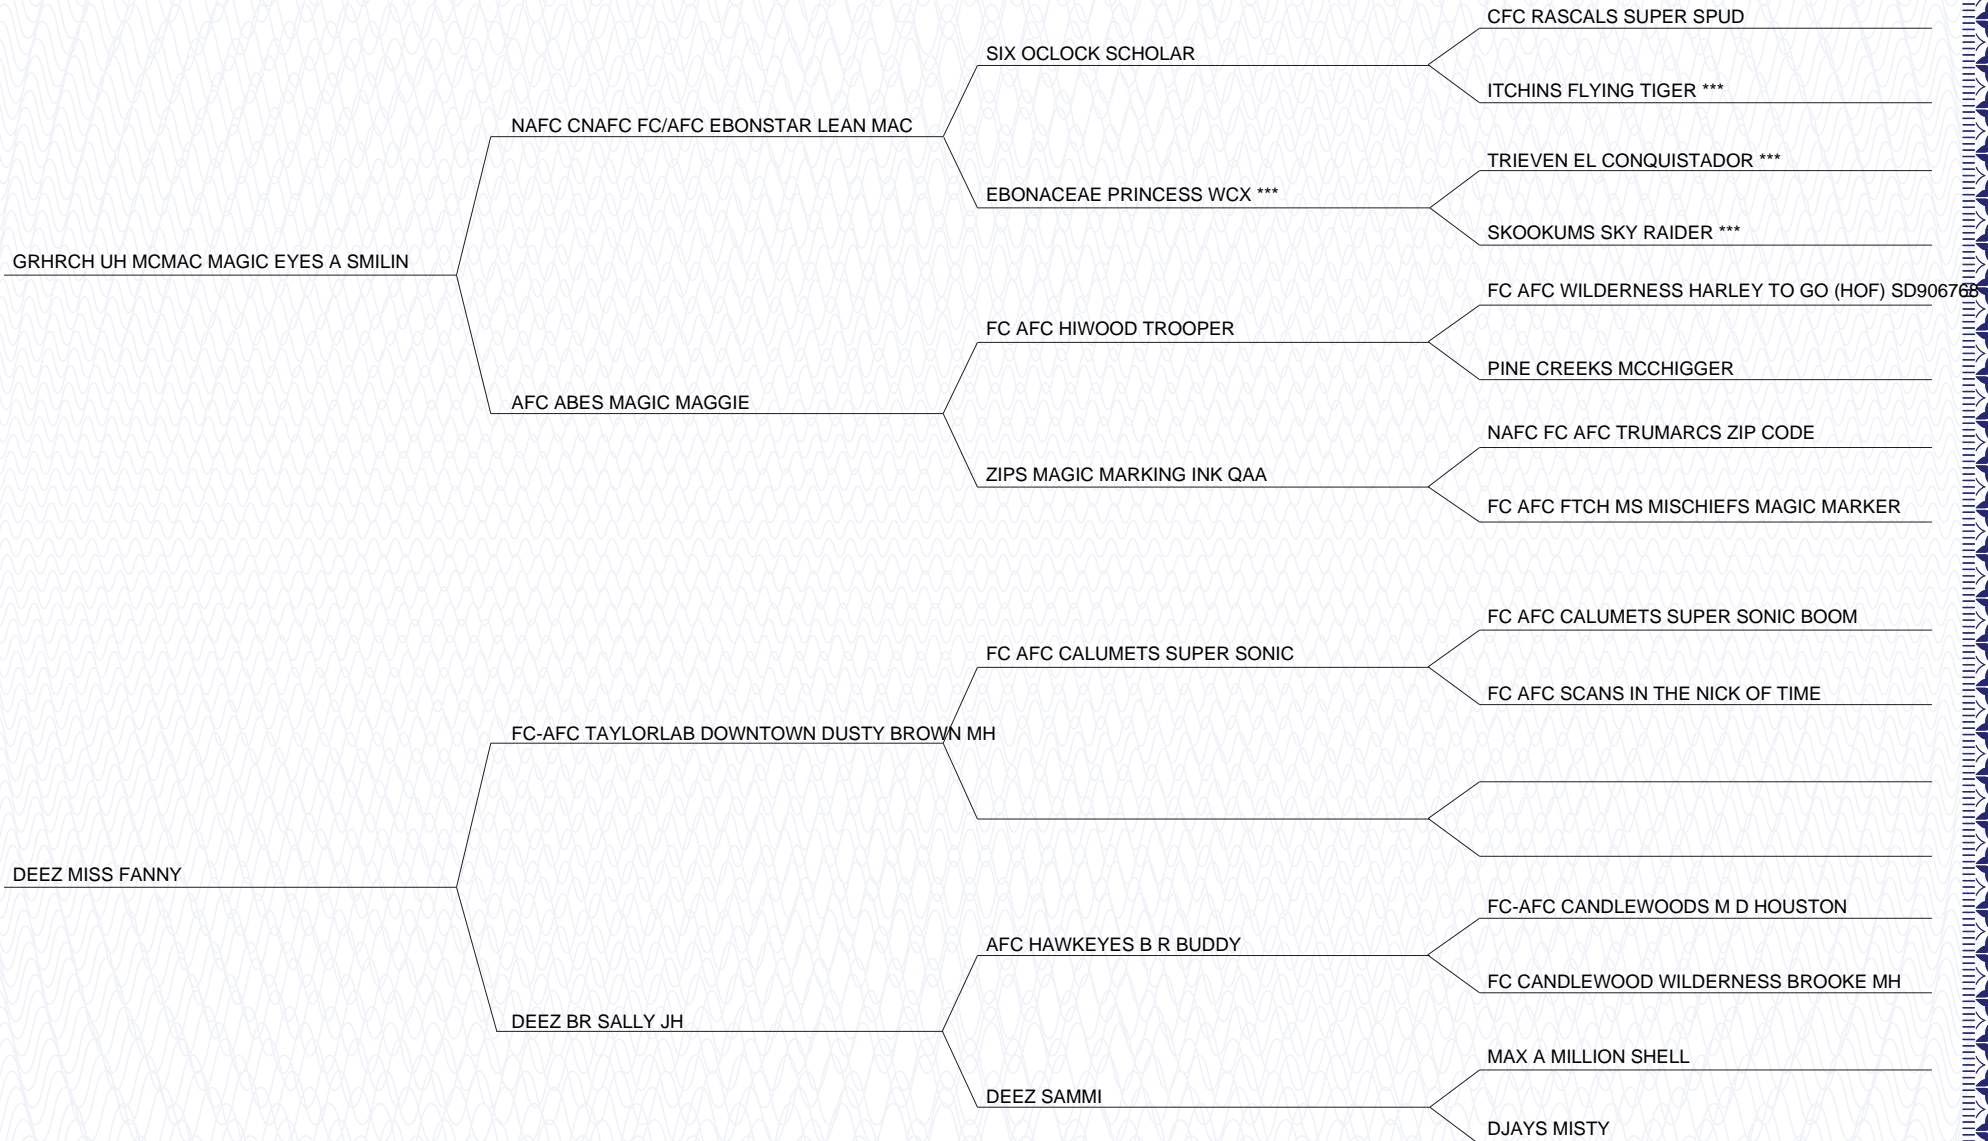 CFC RASCALS SUPER SPUD
SIX OCLOCK SCHOLAR
ITCHINS FLYING TIGER ***
NAFC CNAFC FC/AFC EBONSTAR LEAN MAC
TRIEVEN EL CONQUISTADOR ***
EBONACEAE PRINCESS WCX ***
SKOOKUMS SKY RAIDER ***
GRHRCH UH MCMAC MAGIC EYES A SMILIN
FC AFC WILDERNESS HARLEY TO GO (HOF) SD906768
FC AFC HIWOOD TROOPER
PINE CREEKS MCCHIGGER
AFC ABES MAGIC MAGGIE
NAFC FC AFC TRUMARCS ZIP CODE
ZIPS MAGIC MARKING INK QAA
FC AFC FTCH MS MISCHIEFS MAGIC MARKER
FC AFC CALUMETS SUPER SONIC BOOM
FC AFC CALUMETS SUPER SONIC
FC AFC SCANS IN THE NICK OF TIME
FC-AFC TAYLORLAB DOWNTOWN DUSTY BROWN MH
DEEZ MISS FANNY
FC-AFC CANDLEWOODS M D HOUSTON
AFC HAWKEYES B R BUDDY
FC CANDLEWOOD WILDERNESS BROOKE MH
DEEZ BR SALLY JH
MAX A MILLION SHELL
DEEZ SAMMI
DJAYS MISTY